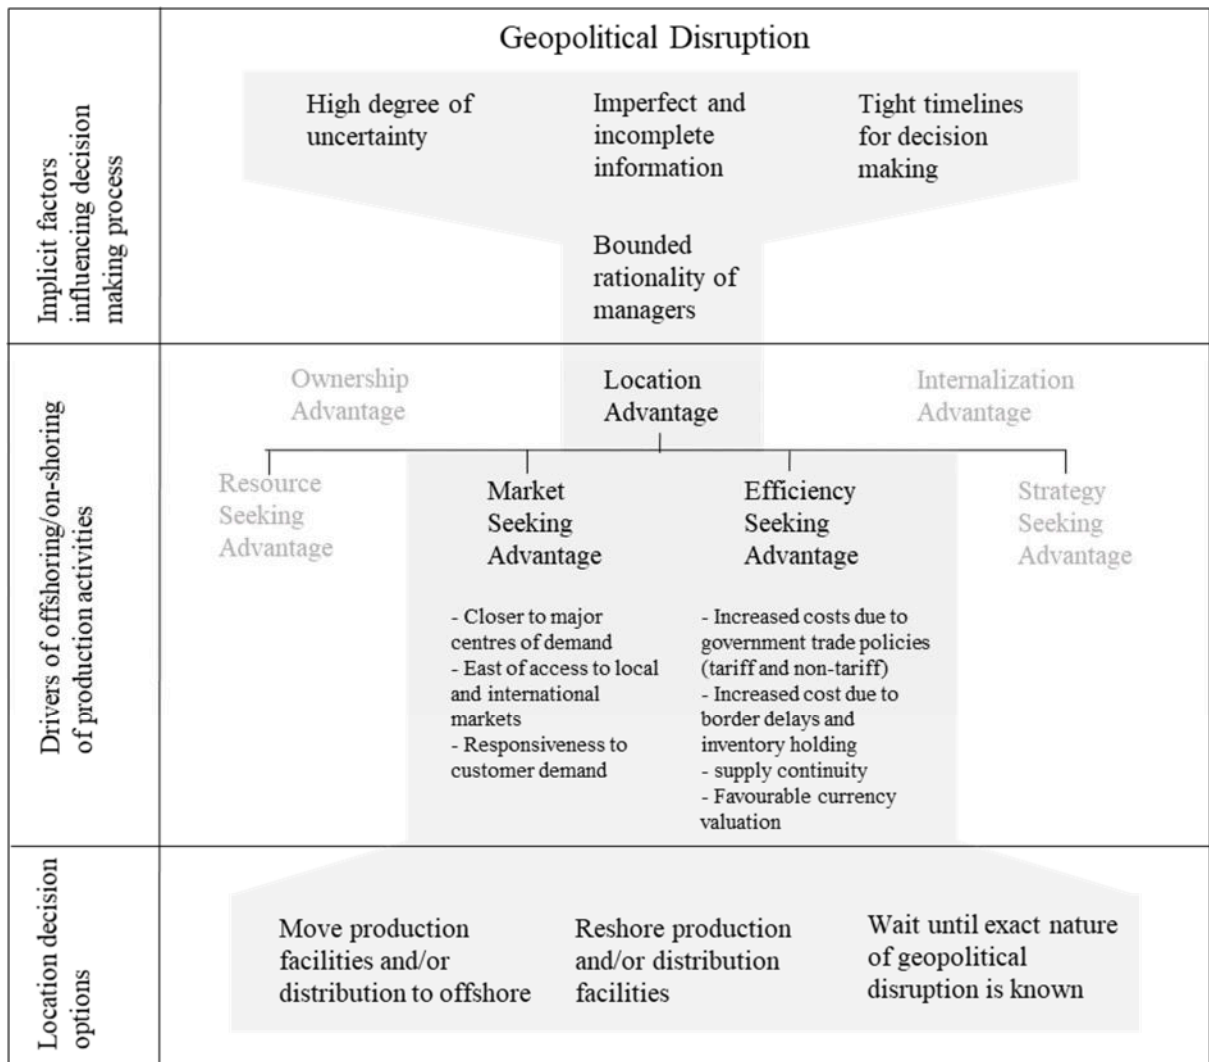 Geopolitical Disruption
Implicit factors
influencing decision
making process
High degree of
uncertainty
Imperfect and
incomplete
information
Tight timelines
for decision
making
Bounded
rationality of
managers
Drivers of offshoring/on-shoring
of production activities
Ownership
Advantage
Location
Advantage
Internalization
Advantage
Resource
Seeking
Advantage
Market
Seeking
Advantage
Efficiency
Seeking
Advantage
Strategy
Seeking
Advantage
- Closer to major
centres of demand
- East of access to local
and international
markets
- Responsiveness to
customer demand
- Increased costs due to
government trade policies
(tariff and non-tariff)
- Increased cost due to
border delays and
inventory holding
- supply continuity
- Favourable currency
valuation
Location decision
options
Move production
facilities and/or
distribution to offshore
Reshore production
and/or distribution
facilities
Wait until exact nature
of geopolitical
disruption is known